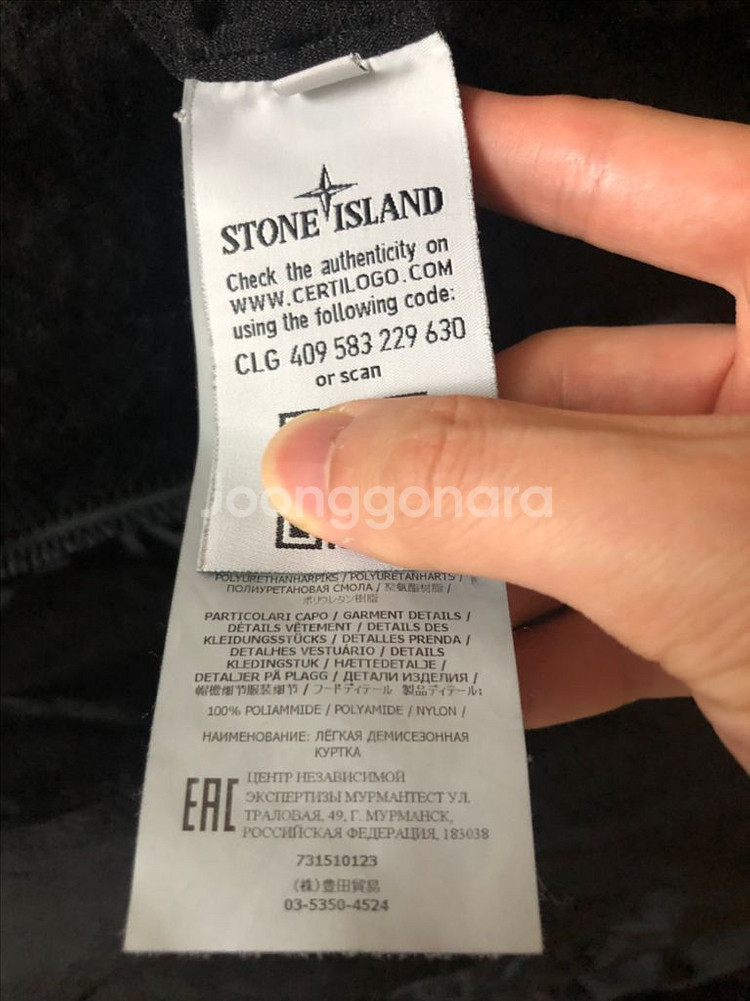 STONE ISLAND
Check the authenticity on
WWW.CERTILOGO.COM
using the following code:
CLG 409 583 229 630
or scan
Joonggonara
POLYURETHANHARPIKS / POLYURETANHARTS /
ПОЛИУРЕТАНОВАЯ СМОЛА / 聚氨酯树脂 /
ポリウレタン樹脂
PARTICOLARI CAPO / GARMENT DETAILS /
DÉTAILS VÊTEMENT / DETAILS DES
KLEIDUNGSSTÜCKS / DETALLES PRENDA /
DETALHES VESTUÁRIO / DETAILS
KLEDINGSTUK / HÆTTEDETALJE /
DETALJER PÅ PLAGG / ДЕТАЛИ ИЗДЕЛИЯ /
帽檐细节服装细节 / フードディテール 製品ディテール:
100% POLIAMMIDE / POLYAMIDE / NYLON /
НАИМЕНОВАНИЕ: ЛЁГКАЯ ДЕМИСЕЗОННАЯ
КУРТКА
EAC
ЦЕНТР НЕЗАВИСИМОЙ
ЭКСПЕРТИЗЫ МУРМАНТЕСТ УЛ.
ТРАЛОВАЯ, 49, Г. МУРМАНСК,
РОССИЙСКАЯ ФЕДЕРАЦИЯ, 183038
731510123
(株)豊田貿易
03-5350-4524